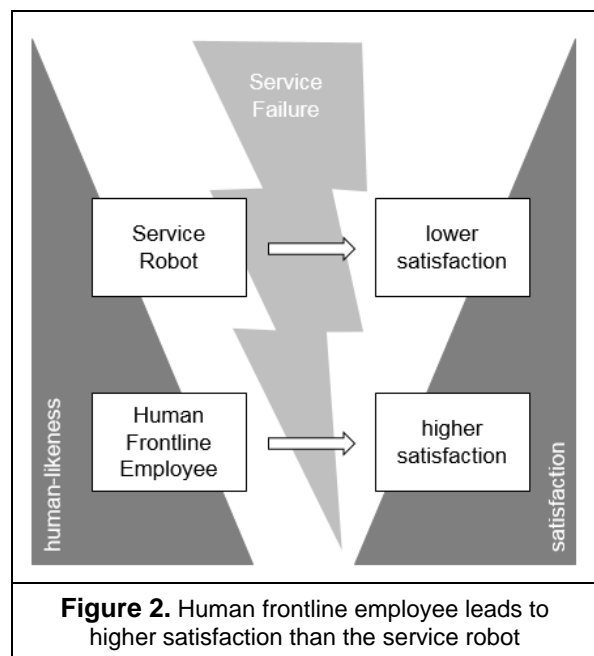 Service
Failure
Service
Robot
lower
satisfaction
Human
Frontline
Employee
higher
satisfaction
human-likeness
satisfaction
Figure 2. Human frontline employee leads to
higher satisfaction than the service robot